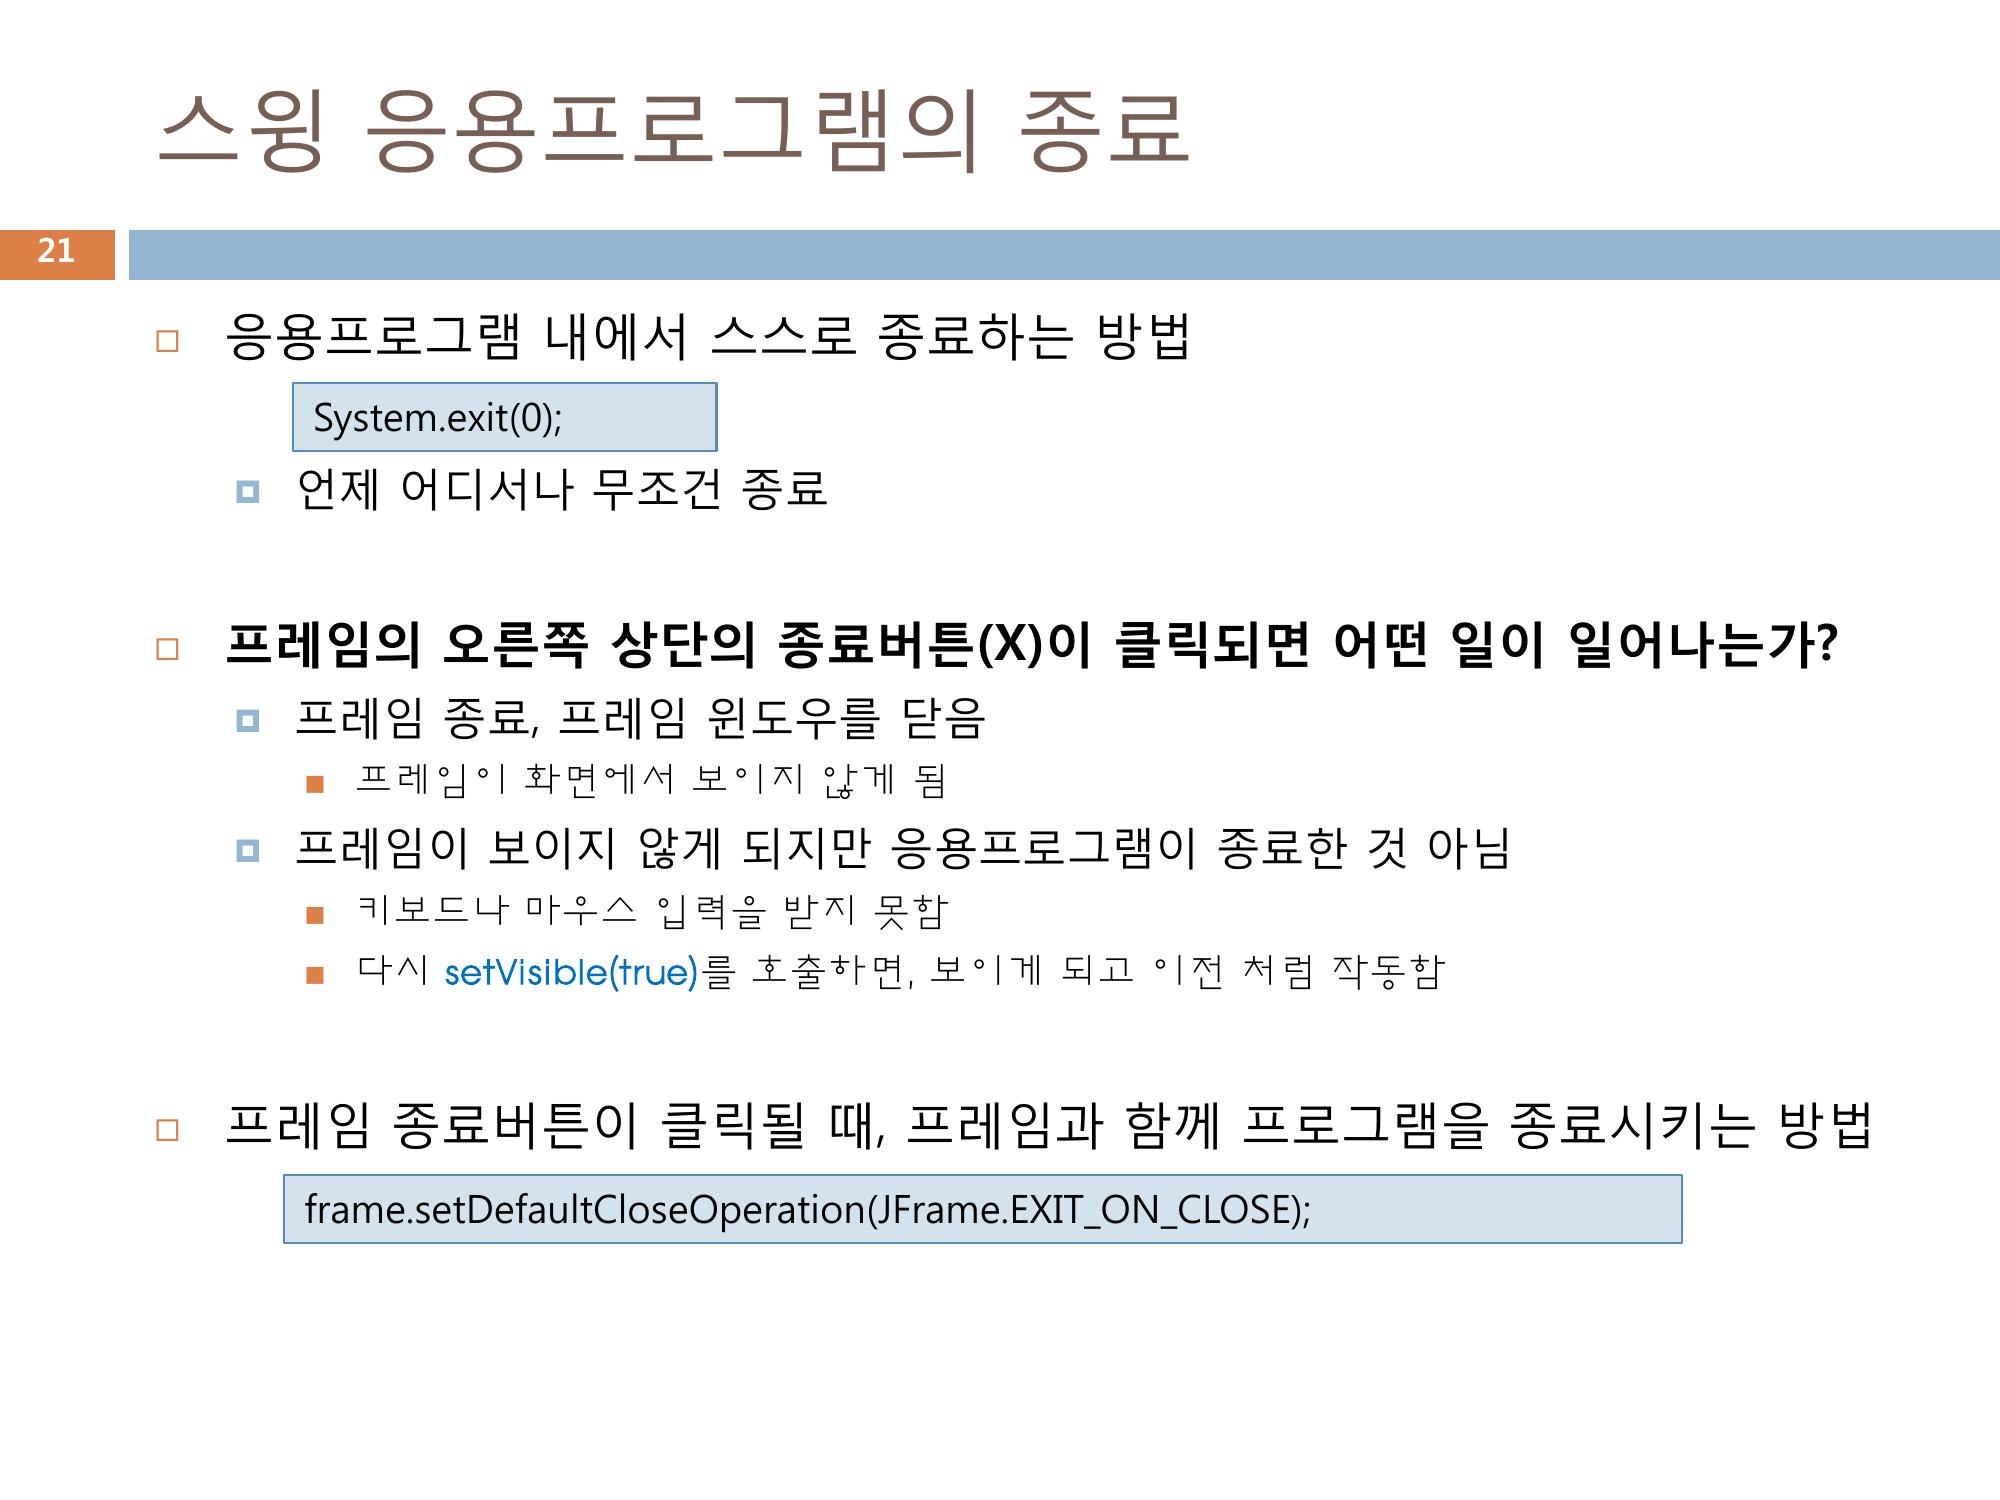 스윙 응용프로그램의 종료
21
응용프로그램 내에서 스스로 종료하는 방법
System.exit(0);
언제 어디서나 무조건 종료
프레임의 오른쪽 상단의 종료버튼(X)이 클릭되면 어떤 일이 일어나는가?
프레임 종료, 프레임 윈도우를 닫음
프레임이 화면에서 보이지 않게 됨
프레임이 보이지 않게 되지만 응용프로그램이 종료한 것 아님
키보드나 마우스 입력을 받지 못함
다시 setVisible(true)를 호출하면, 보이게 되고 이전 처럼 작동함
프레임 종료버튼이 클릭될 때, 프레임과 함께 프로그램을 종료시키는 방법
frame.setDefaultCloseOperation(JFrame.EXIT_ON_CLOSE);